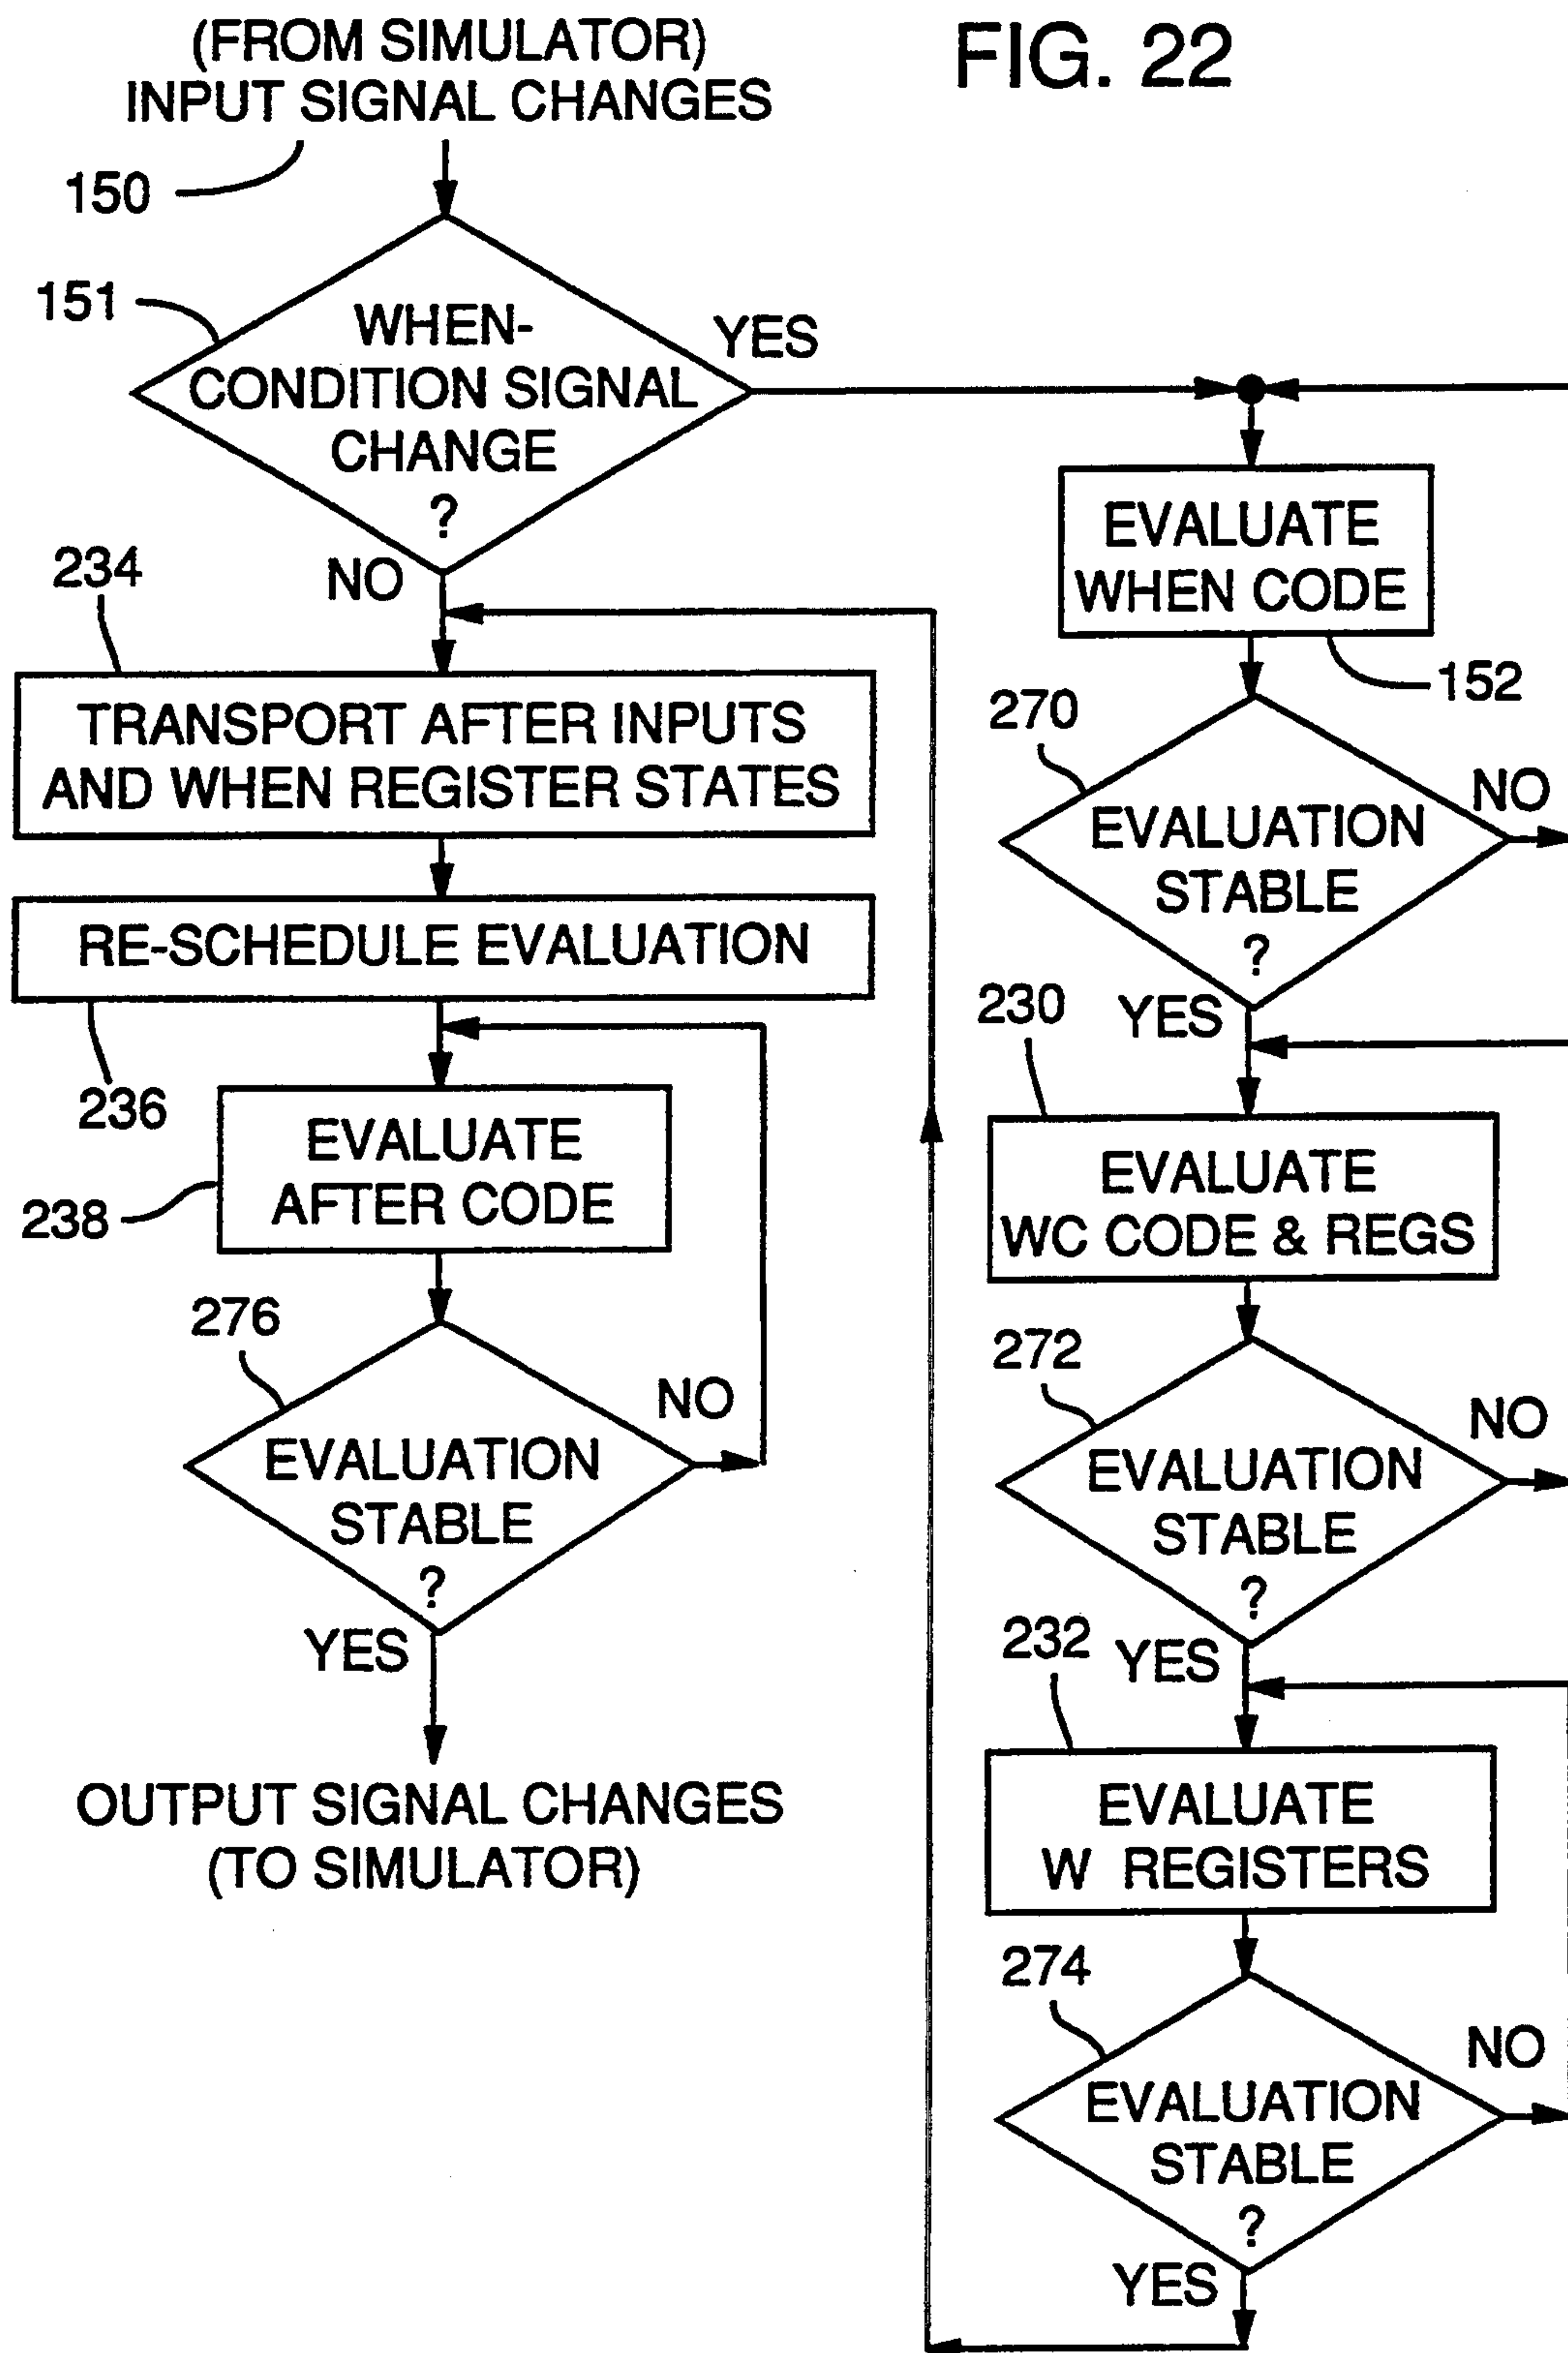 (FROM SIMULATOR)
INPUT SIGNAL CHANGES
FIG. 22
150
151
WHEN-
CONDITION SIGNAL
CHANGE
?
YES
NO
234
TRANSPORT AFTER INPUTS
AND WHEN REGISTER STATES
RE-SCHEDULE EVALUATION
236
EVALUATE
AFTER CODE
238
276
EVALUATION
STABLE
?
NO
YES
OUTPUT SIGNAL CHANGES
(TO SIMULATOR)
EVALUATE
WHEN CODE
152
270
EVALUATION
STABLE
?
NO
YES
230
EVALUATE
WC CODE & REGS
272
EVALUATION
STABLE
?
NO
YES
232
EVALUATE
W REGISTERS
274
EVALUATION
STABLE
?
NO
YES